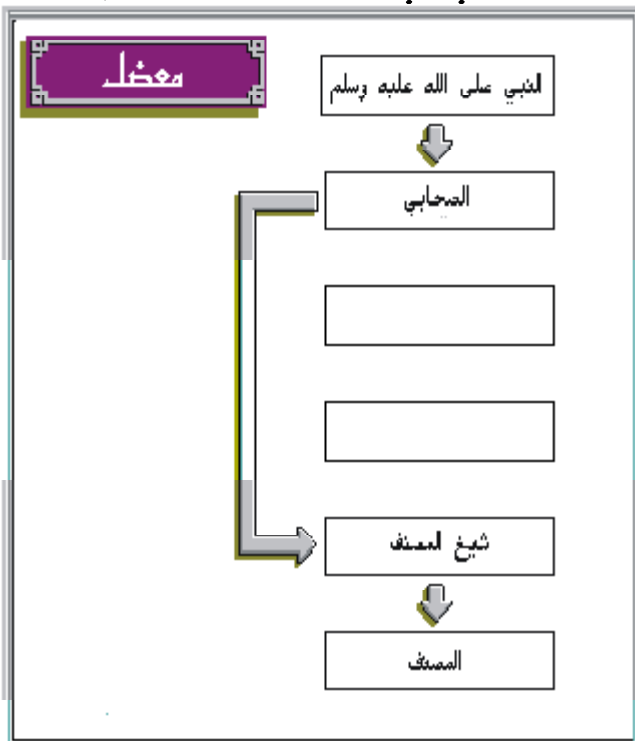 معضل
النبي صلى الله عليه وسلم
الصحابي
شيخ المصنف
المصنف